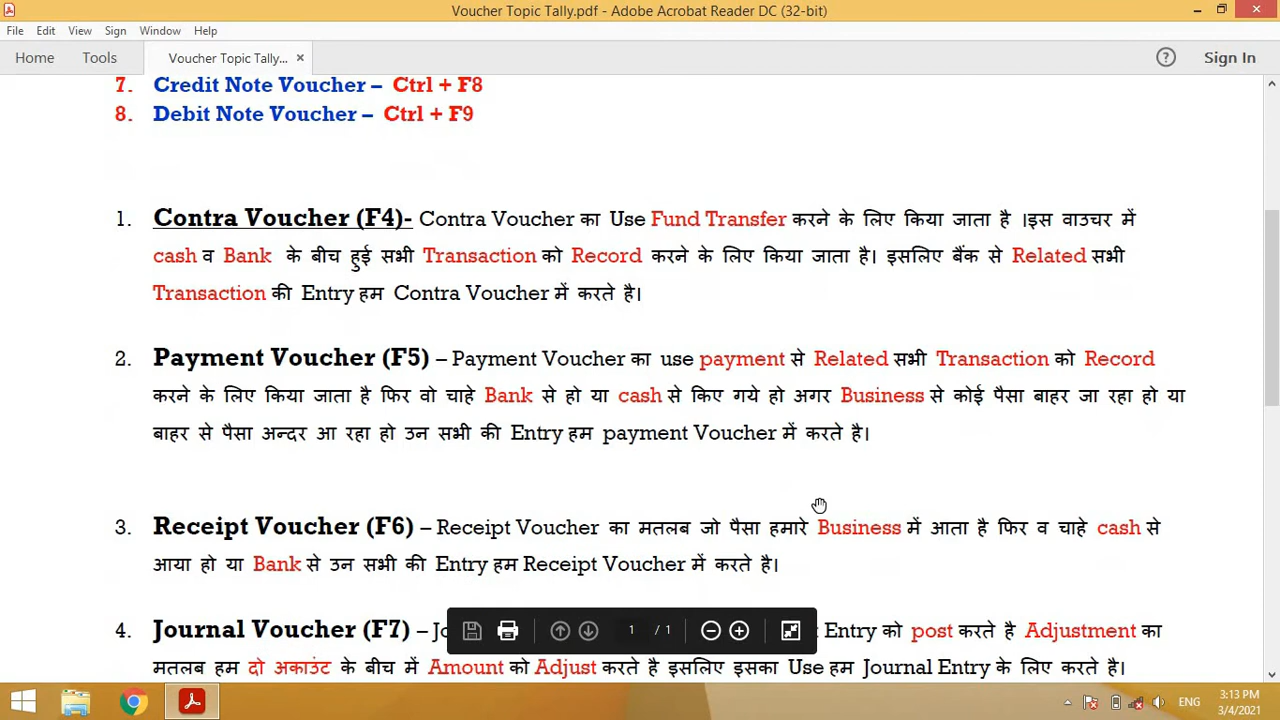 Voucher Topic Tally.pdf - Adobe Acrobat Reader DC (32-bit)
File Edit View Sign Window Help
Home Tools Voucher Topic Tally... × Sign In
7. Credit Note Voucher – Ctrl + F8
8. Debit Note Voucher – Ctrl + F9
1. Contra Voucher (F4)- Contra Voucher का Use Fund Transfer करने के लिए किया जाता है ।इस वाउचर में
cash व Bank के बीच हुई सभी Transaction को Record करने के लिए किया जाता है। इसलिए बैंक से Related सभी
Transaction की Entry हम Contra Voucher में करते है।
2. Payment Voucher (F5) – Payment Voucher का use payment से Related सभी Transaction को Record
करने के लिए किया जाता है फिर वो चाहे Bank से हो या cash से किए गये हो अगर Business से कोई पैसा बाहर जा रहा हो या
बाहर से पैसा अन्दर आ रहा हो उन सभी की Entry हम payment Voucher में करते है।
3. Receipt Voucher (F6) – Receipt Voucher का मतलब जो पैसा हमारे Business में आता है फिर व चाहे cash से
आया हो या Bank से उन सभी की Entry हम Receipt Voucher में करते है।
4. Journal Voucher (F7) – Entry को post करते है Adjustment का
1 / 1
मतलब हम दो अकाउंट के बीच में Amount को Adjust करते है इसलिए इसका Use हम Journal Entry के लिए करते है।
ENG
3:13 PM
3/4/2021